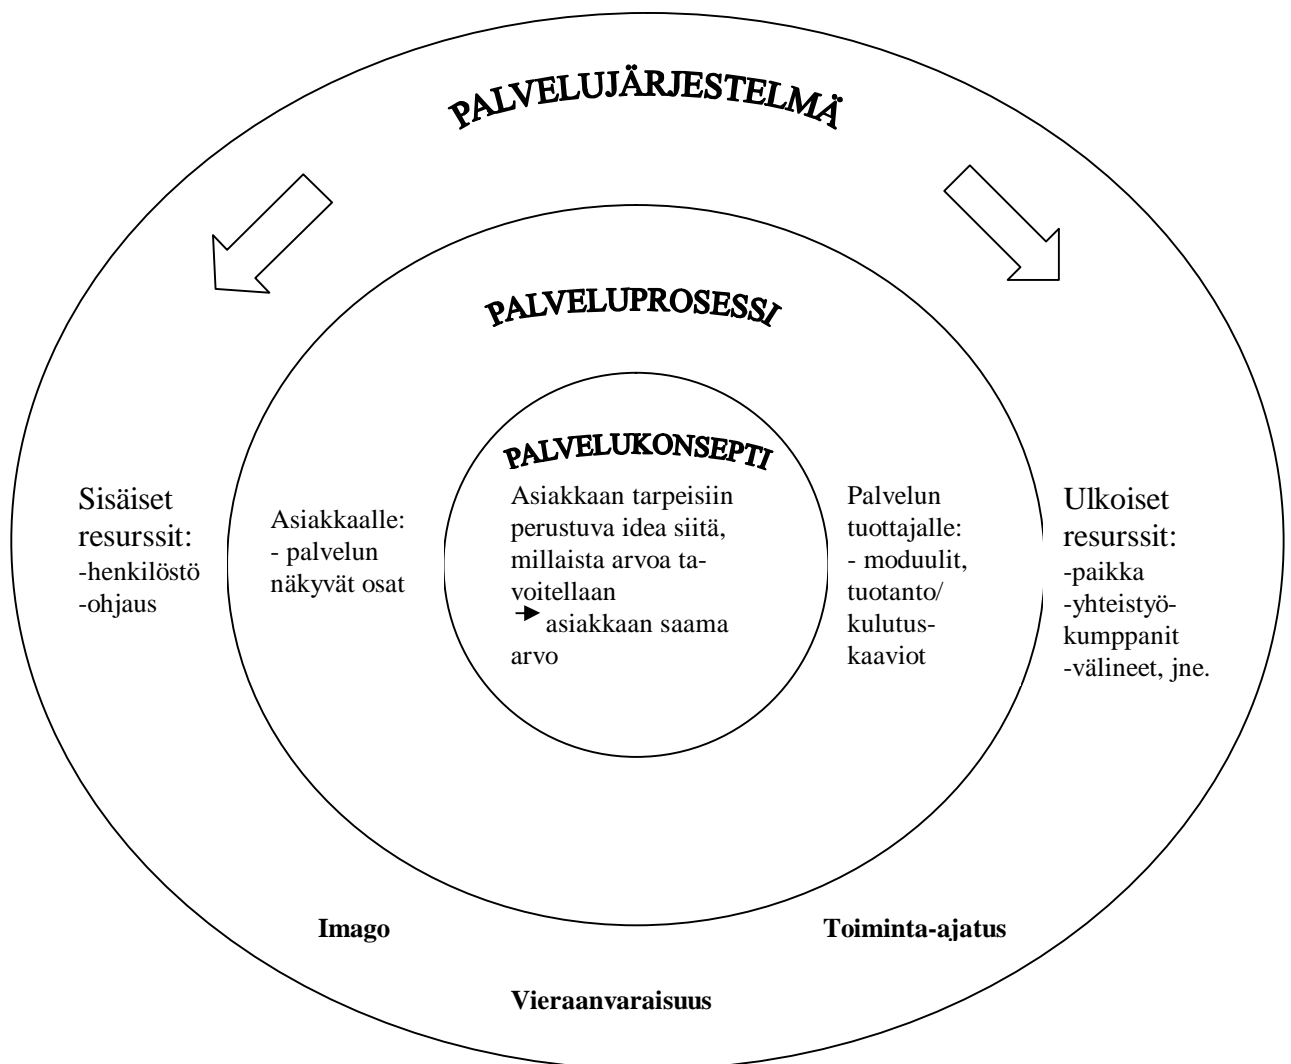 PALVELUJÄRJESTELMÄ
PALVELUPROSESSI
PALVELUKONSEPTI
Sisäiset
resurssit:
-henkilöstö
-ohjaus
Asiakkaalle:
- palvelun
näkyvät osat
Asiakkaan tarpeisiin
perustuva idea siitä,
millaista arvoa ta-
voitellaan
asiakkaan saama
arvo
Palvelun
tuottajalle:
- moduulit,
tuotanto/
kulutus-
kaaviot
Ulkoiset
resurssit:
-paikka
-yhteistyö-
kumppanit
-välineet, jne.
Imago
Toiminta-ajatus
Vieraanvaraisuus